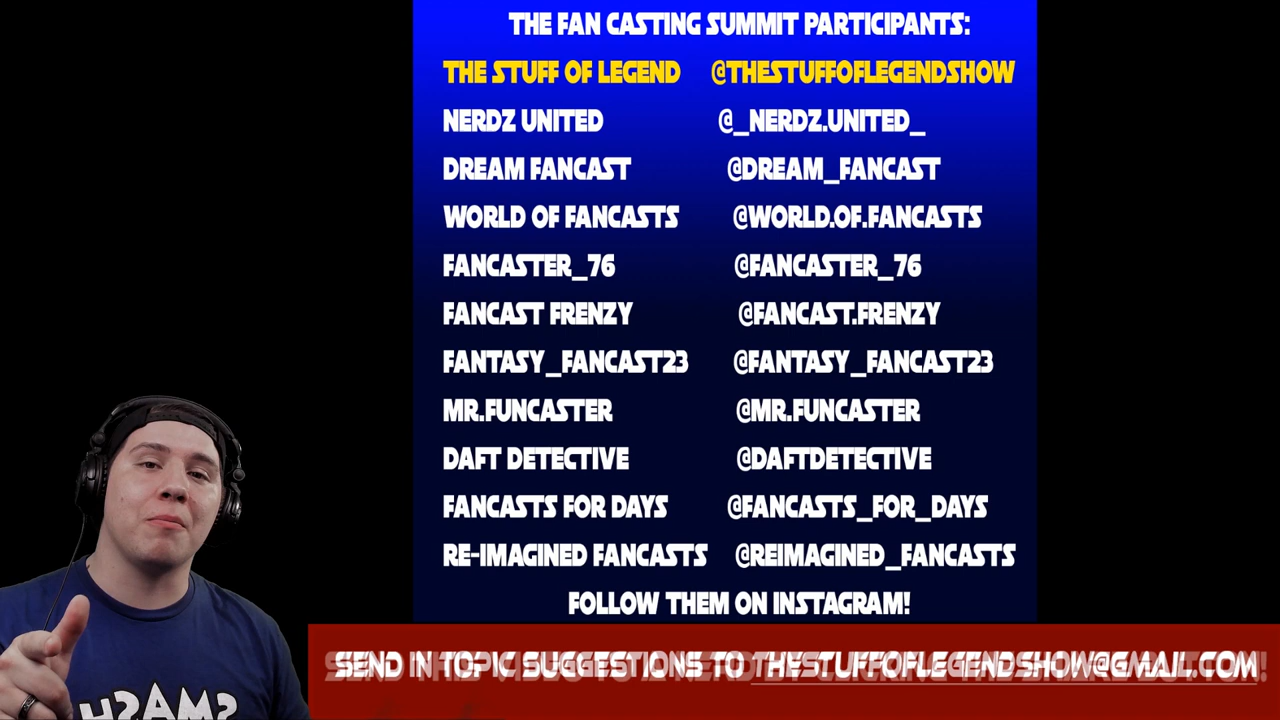 THE FAN CASTING SUMMIT PARTICIPANTS:
THE STUFF OF LEGEND @THESTUFFOFLEGENDSHOW
NERDZ UNITED @_NERDZ.UNITED_
DREAM FANCAST @DREAM_FANCAST
WORLD OF FANCASTS @WORLD.OF.FANCASTS
FANCASTER_76 @FANCASTER_76
FANCAST FRENZY @FANCAST.FRENZY
FANTASY_FANCAST23 @FANTASY_FANCAST23
MR.FUNCASTER @MR.FUNCASTER
DAFT DETECTIVE @DAFTDETECTIVE
FANCASTS FOR DAYS @FANCASTS_FOR_DAYS
RE-IMAGINED FANCASTS @REIMAGINED_FANCASTS
FOLLOW THEM ON INSTAGRAM!
SEND IN TOPIC SUGGESTIONS TO THESTUFFOFLEGENDSHOW@GMAIL.COM
SMASH